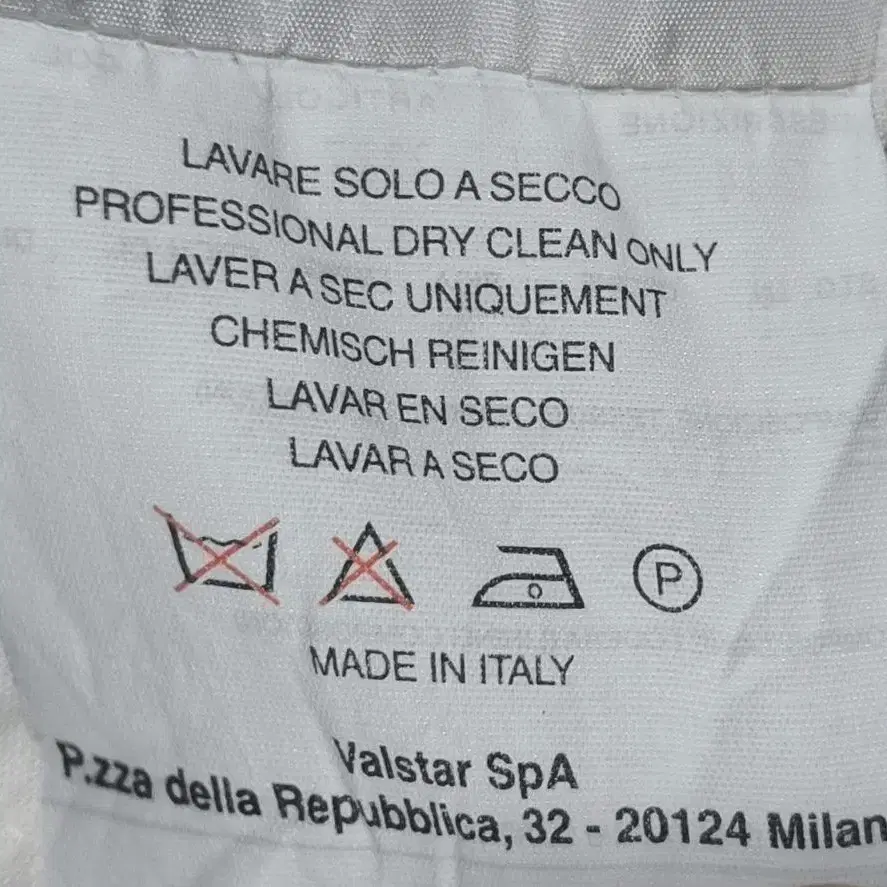 LAVARE SOLO A SECCO
PROFESSIONAL DRY CLEAN ONLY
LAVER A SEC UNIQUEMENT
CHEMISCH REINIGEN
LAVAR EN SECO
LAVAR A SECO
P
MADE IN ITALY
Valstar SpA
P.zza della Repubblica, 32 - 20124 Milan